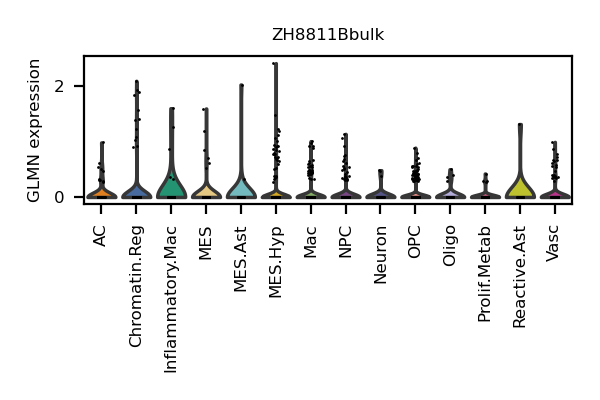 ZH8811Bbulk
GLMN expression
2
0
AC
Chromatin.Reg
Inflammatory.Mac
MES
MES.Ast
MES.Hyp
Mac
NPC
Neuron
OPC
Oligo
Prolif.Metab
Reactive.Ast
Vasc